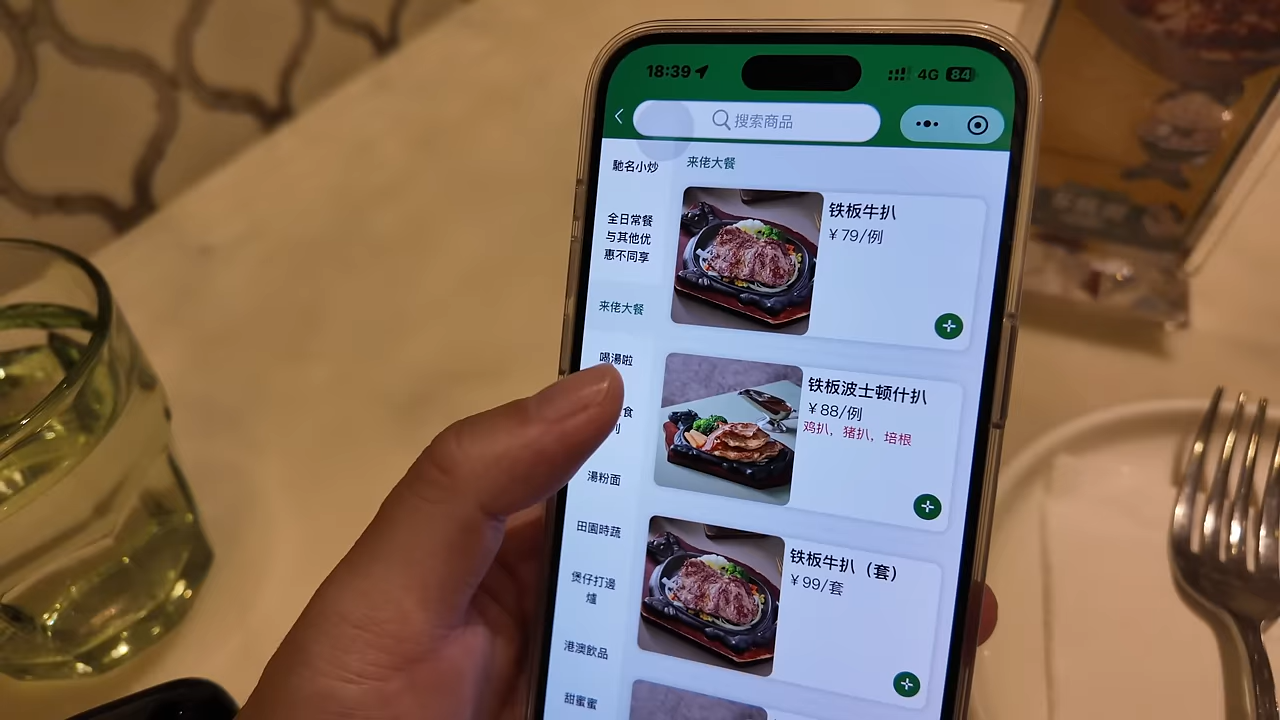 18:39
4G 84
搜索商品
馳名小炒
全日常餐
与其他优
惠不同享
来佬大餐
喝湯啦
食
湯粉面
田園時蔬
煲仔打邊
爐
港澳飲品
甜蜜蜜
来佬大餐
铁板牛扒
￥79/例
铁板波士顿什扒
￥88/例
鸡扒，猪扒，培根
铁板牛扒（套）
￥99/套